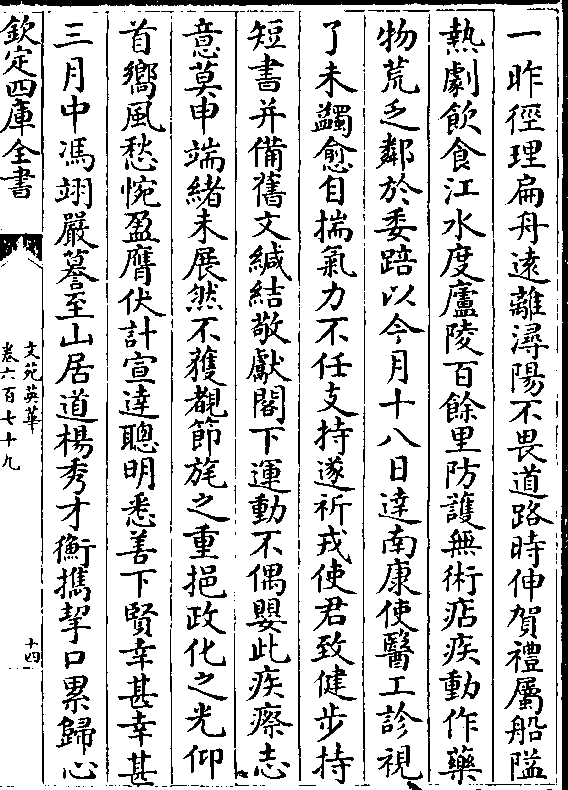 一昨徑理扁舟遠離潯陽不畏道路時伸賀禮屬船隘
熱劇飲食江水度廬陵百餘里防護無術痁疾動作藥
物荒乏鄰於委踣以今月十八日達南康使醫工診視
了未蠲愈自揣氣力不任支持遂祈戎使君致健步持
短書并備舊文緘結敬獻閣下運動不偶嬰此疾瘵志
意莫申端緒未展然不獲覩節旄之重挹政化之光仰
首嚮風愁惋盈膺伏計宣達聰明悉善下賢幸甚幸甚
三月中馮翊嚴謩至山居道楊秀才衡攜挈口累歸心
欽定四庫全書
文苑英華
卷六百七十九
十四